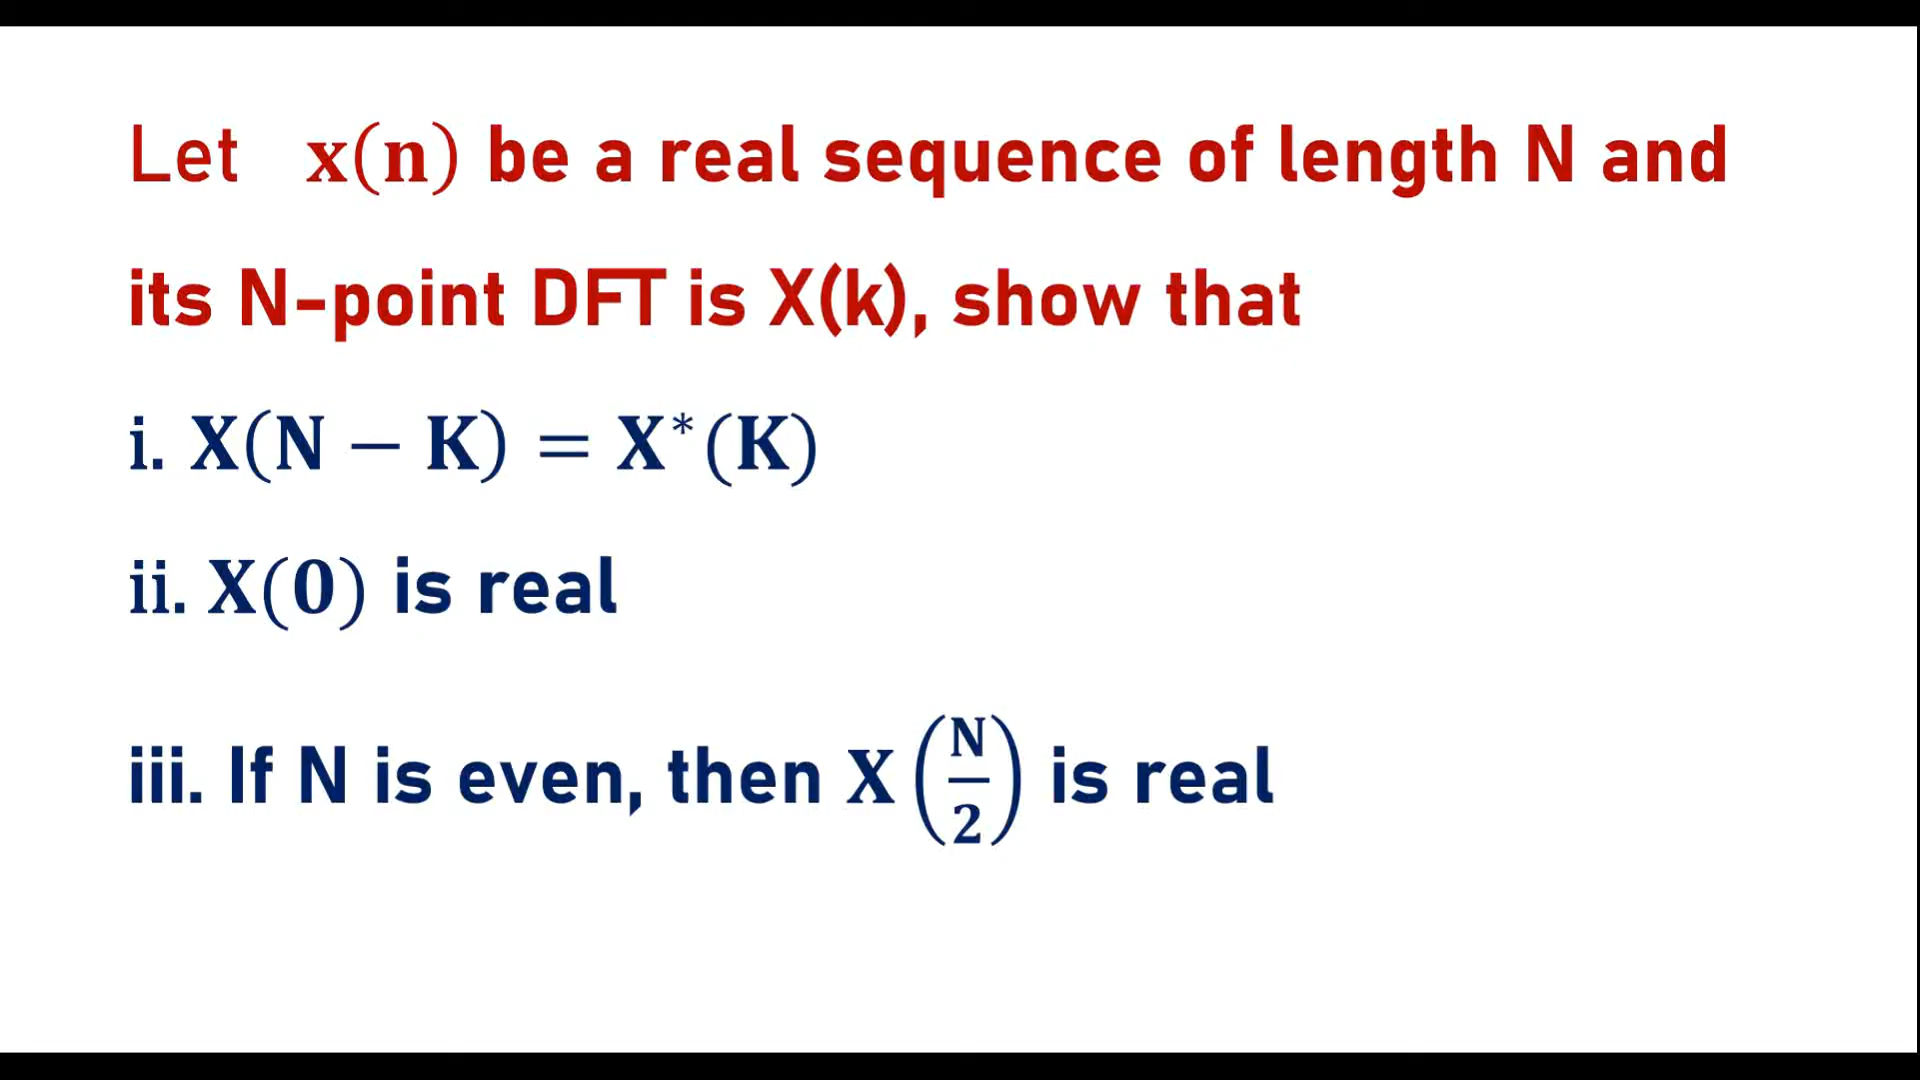 Let x(n) be a real sequence of length N and
its N-point DFT is X(k), show that
i. X(N − K) = X*(K)
ii. X(0) is real
iii. If N is even, then X(N/2) is real